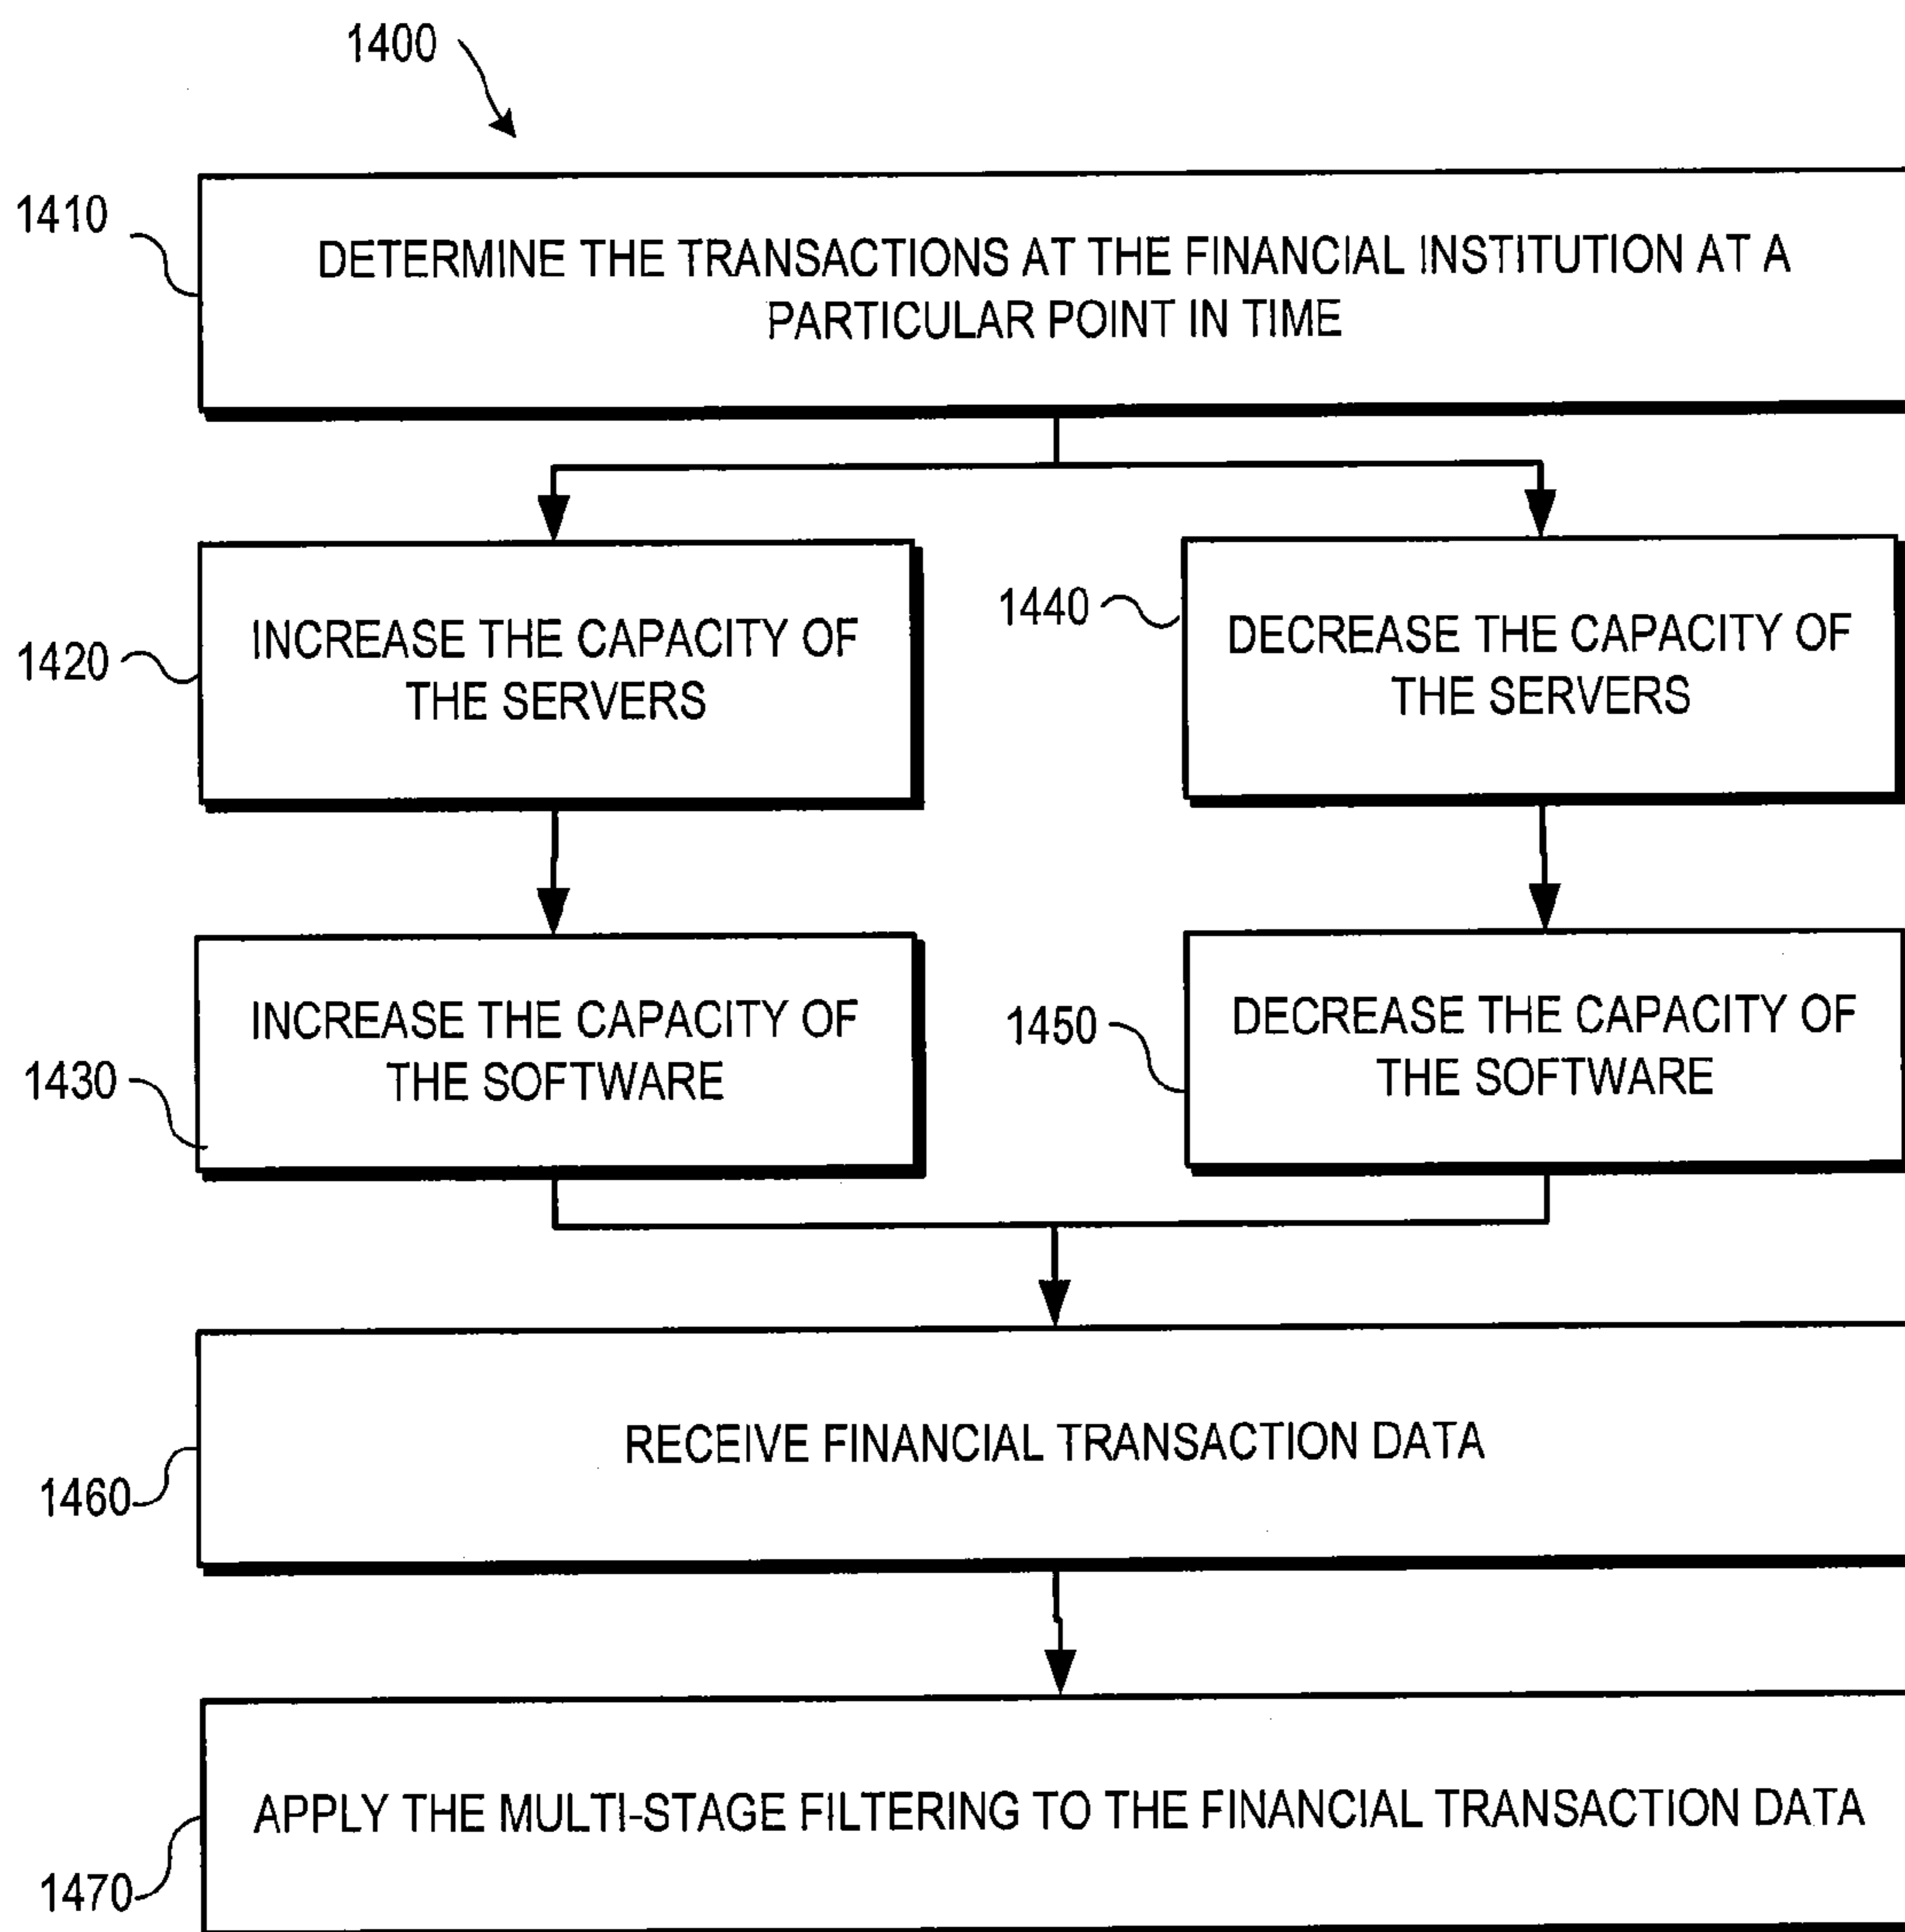 1400
1410
DETERMINE THE TRANSACTIONS AT THE FINANCIAL INSTITUTION AT A
PARTICULAR POINT IN TIME
1420
INCREASE THE CAPACITY OF
THE SERVERS
1440
DECREASE THE CAPACITY OF
THE SERVERS
1430
INCREASE THE CAPACITY OF
THE SOFTWARE
1450
DECREASE THE CAPACITY OF
THE SOFTWARE
1460
RECEIVE FINANCIAL TRANSACTION DATA
1470
APPLY THE MULTI-STAGE FILTERING TO THE FINANCIAL TRANSACTION DATA